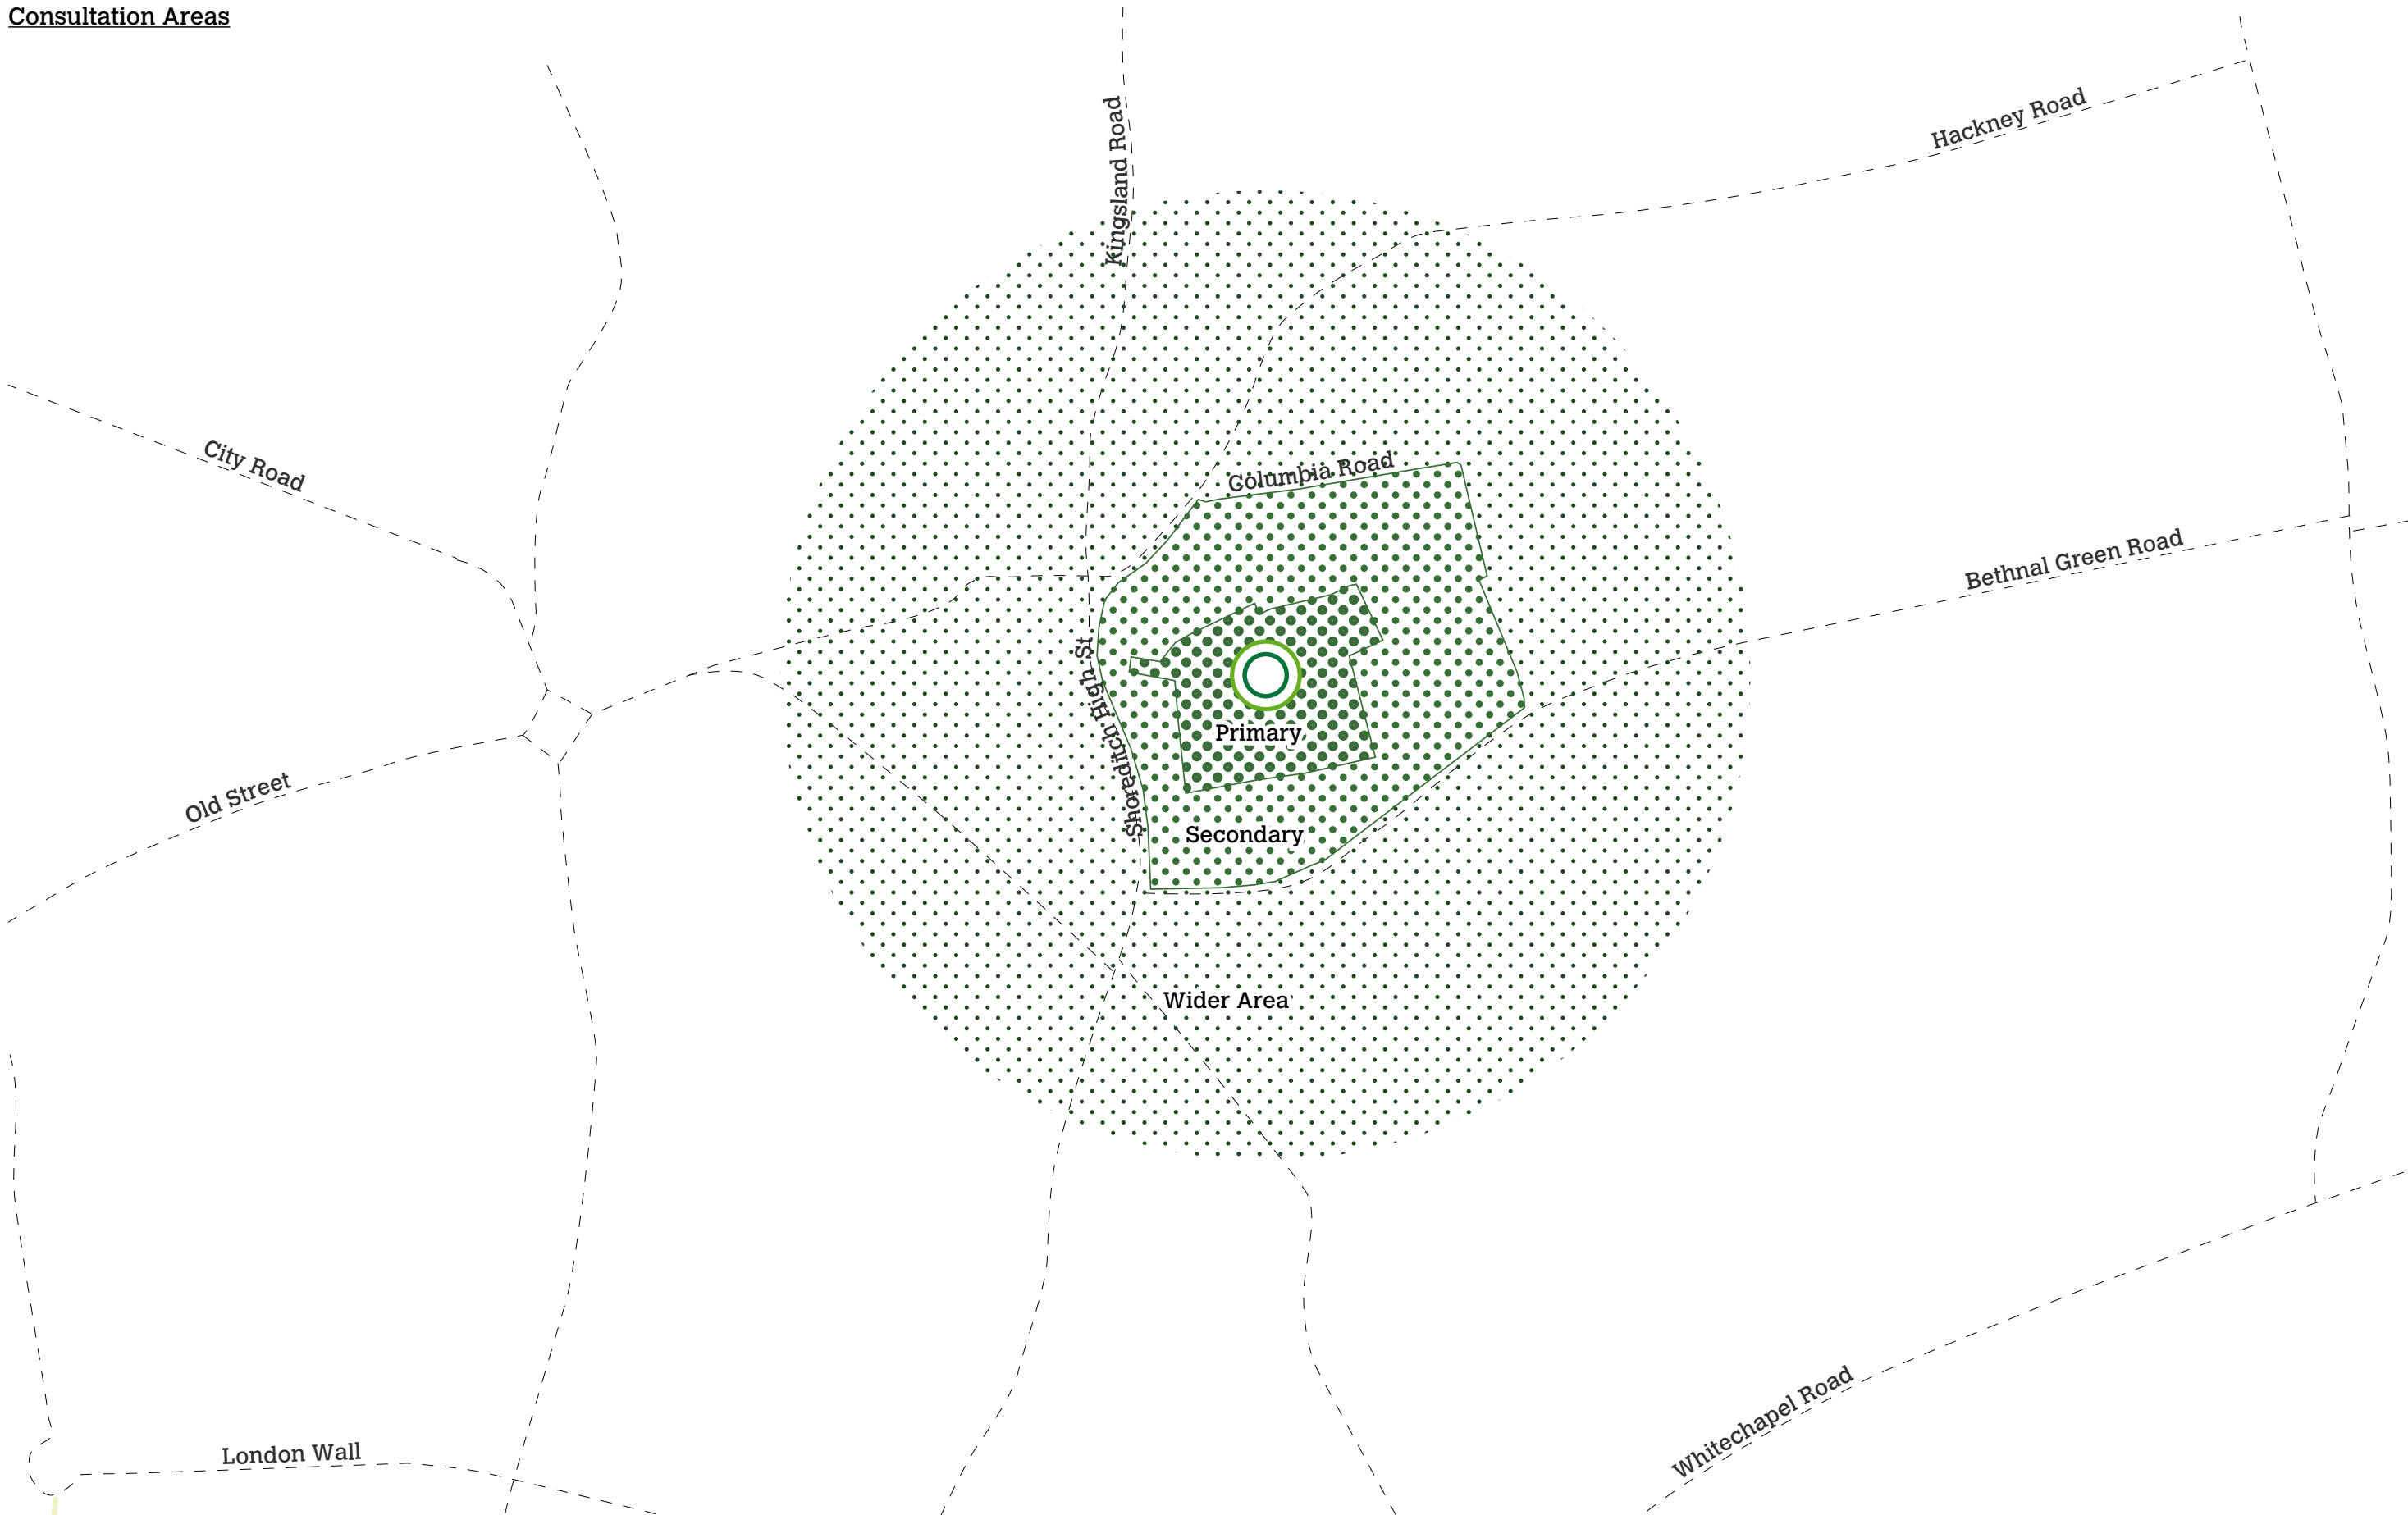 Consultation Areas
Kingsland Road
Hackney Road
City Road
Columbia Road
Bethnal Green Road
Shoreditch High St
Primary
Old Street
Secondary
Wider Area
Whitechapel Road
London Wall